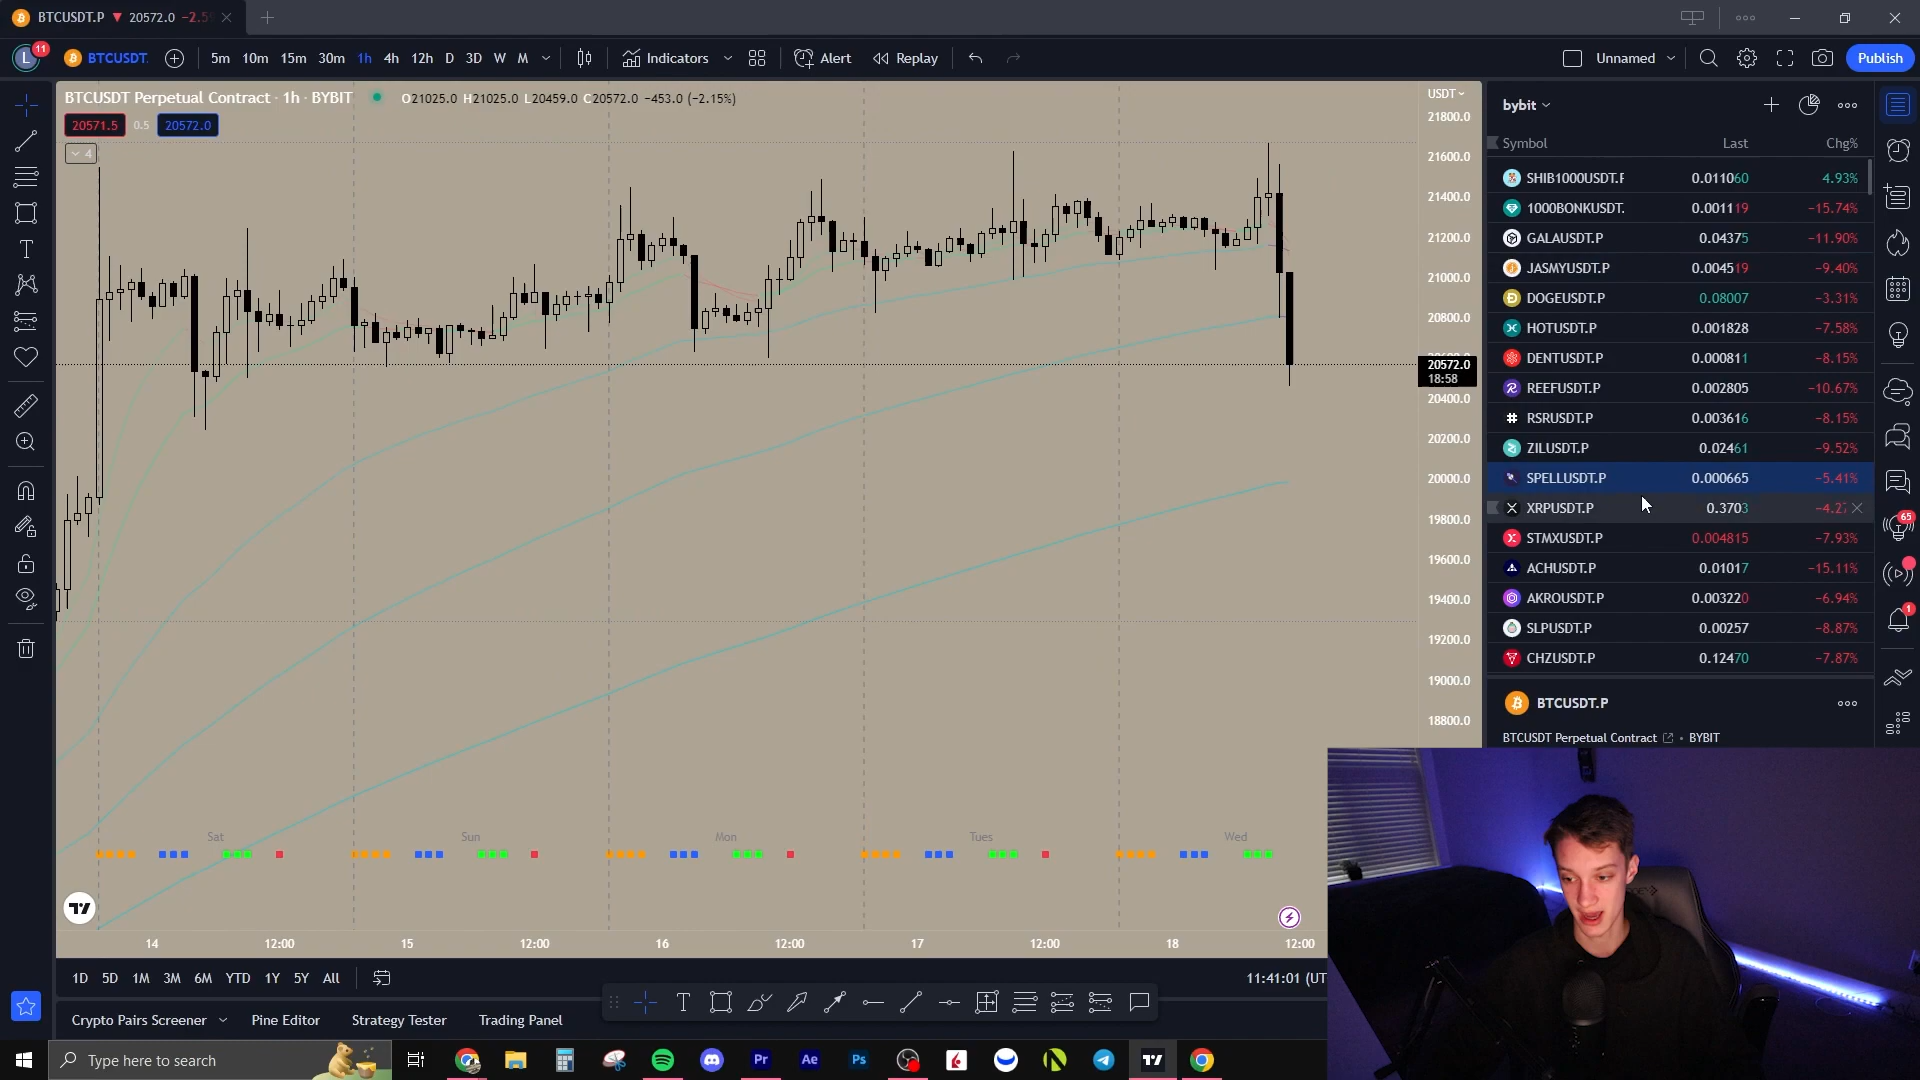 BTCUSDT.P ▼ 20572.0 −2.5
L 11 BTCUSDT. 5m 10m 15m 30m 1h 4h 12h D 3D W M Indicators Alert Replay Unnamed Publish
BTCUSDT Perpetual Contract · 1h · BYBIT O21025.0 H21025.0 L20459.0 C20572.0 −453.0 (−2.15%)
20571.5 0.5 20572.0
4
USDT
21800.0
21600.0
21400.0
21200.0
21000.0
20800.0
20572.0
18:58
20400.0
20200.0
20000.0
19800.0
19600.0
19400.0
19200.0
19000.0
18800.0
bybit
Symbol Last Chg%
SHIB1000USDT.F 0.011060 4.93%
1000BONKUSDT. 0.001119 −15.74%
GALAUSDT.P 0.04375 −11.90%
JASMYUSDT.P 0.004519 −9.40%
DOGEUSDT.P 0.08007 −3.31%
HOTUSDT.P 0.001828 −7.58%
DENTUSDT.P 0.000811 −8.15%
REEFUSDT.P 0.002805 −10.67%
RSRUSDT.P 0.003616 −8.15%
ZILUSDT.P 0.02461 −9.52%
SPELLUSDT.P 0.000665 −5.41%
XRPUSDT.P 0.3703 −4.27
STMXUSDT.P 0.004815 −7.93%
ACHUSDT.P 0.01017 −15.11%
AKROUSDT.P 0.003220 −6.94%
SLPUSDT.P 0.00257 −8.87%
CHZUSDT.P 0.12470 −7.87%
BTCUSDT.P
BTCUSDT Perpetual Contract • BYBIT
65
1
Sat Sun Mon Tues Wed
14 12:00 15 12:00 16 12:00 17 12:00 18 12:00
1D 5D 1M 3M 6M YTD 1Y 5Y All 11:41:01 (UT
Crypto Pairs Screener Pine Editor Strategy Tester Trading Panel
Type here to search Pr Ae Ps